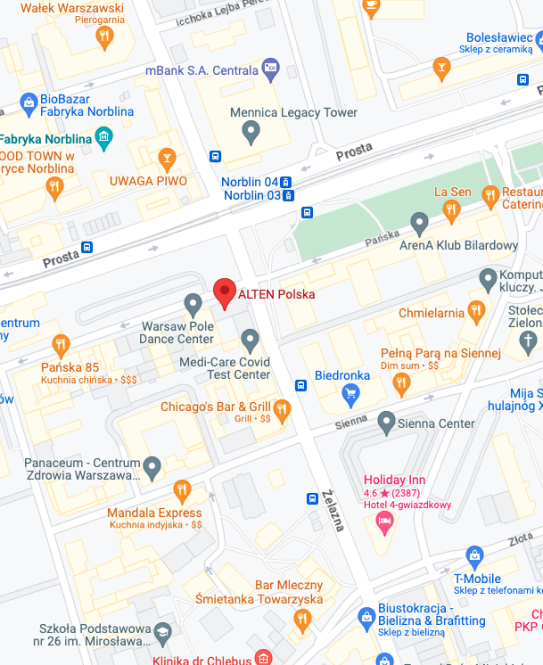 Wałek Warszawski
Pierogarnia
icchoka Lejba Pere
Bolesławiec
Sklep z ceramiką
mBank S.A. Centrala
BioBazar
Fabryka Norblina
Mennica Legacy Tower
Fabryka Norblina
Prosta
OOD TOWN w
ryce Norblina
UWAGA PIWO
Norblin 04
Norblin 03
La Sen
Restaur
Catering
Pańska
ArenA Klub Bilardowy
Prosta
ALTEN Polska
Komput
kluczy. J
Warsaw Pole
Dance Center
Chmielarnia
Stołec
Zielon
entrum
ny
Medi-Care Covid
Test Center
Pełną Parą na Siennej
Dim sum • $$
Pańska 85
Kuchnia chińska • $$$
Biedronka
Mija S
hulajnóg X
ów
Chicago's Bar & Grill
Grill • $$
Sienna
Sienna Center
Panaceum - Centrum
Zdrowia Warszawa...
Holiday Inn
4.6 ★ (2387)
Hotel 4-gwiazdkowy
Mandala Express
Kuchnia indyjska • $$
Żelazna
Złota
T-Mobile
Sklep z telefonami ko
Bar Mleczny
Śmietanka Towarzyska
Biustokracja -
Bielizna & Brafitting
Sklep z bielizną
Ch
PKP C
Szkoła Podstawowa
nr 26 im. Mirosława...
Klinika dr Chlebus